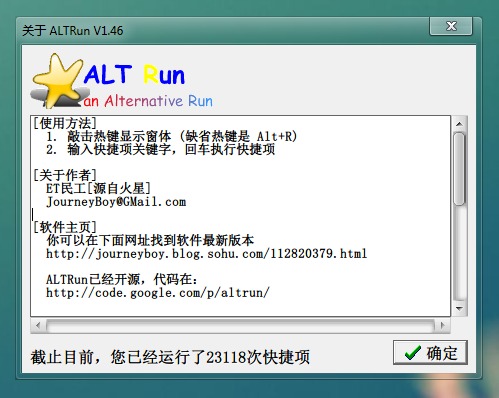 关于 ALTRun V1.46
ALT Run
an Alternative Run
[使用方法]
1. 敲击热键显示窗体 (缺省热键是 Alt+R)
2. 输入快捷项关键字，回车执行快捷项
[关于作者]
ET民工[源自火星]
JourneyBoy@GMail.com
[软件主页]
你可以在下面网址找到软件最新版本
http://journeyboy.blog.sohu.com/112820379.html
ALTRun已经开源，代码在：
http://code.google.com/p/altrun/
截止目前，您已经运行了23118次快捷项
确定